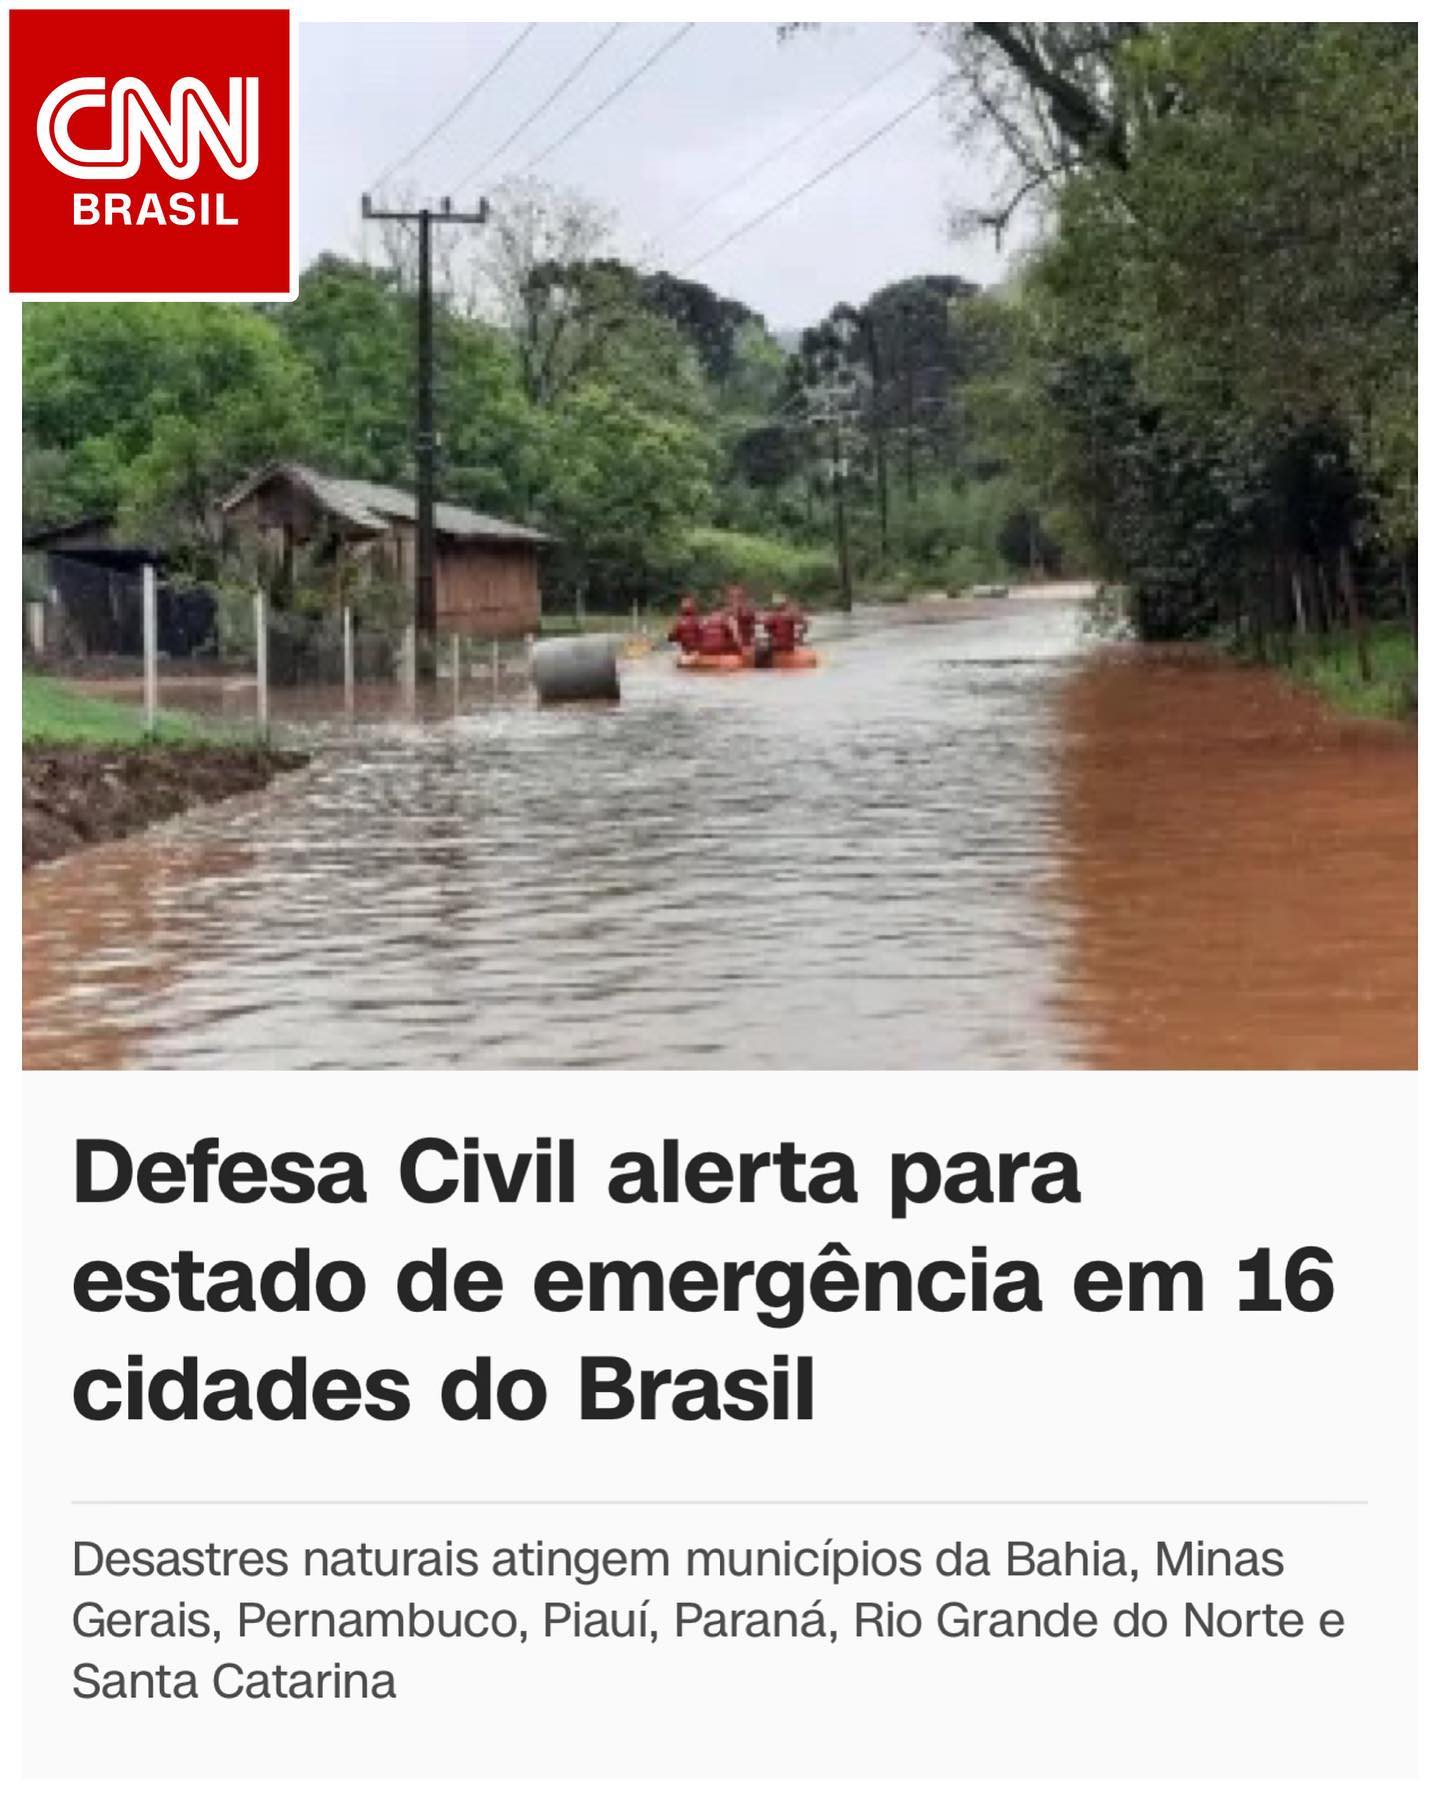 CNN
BRASIL
Defesa Civil alerta para
estado de emergência em 16
cidades do Brasil
Desastres naturais atingem municípios da Bahia, Minas
Gerais, Pernambuco, Piauí, Paraná, Rio Grande do Norte e
Santa Catarina